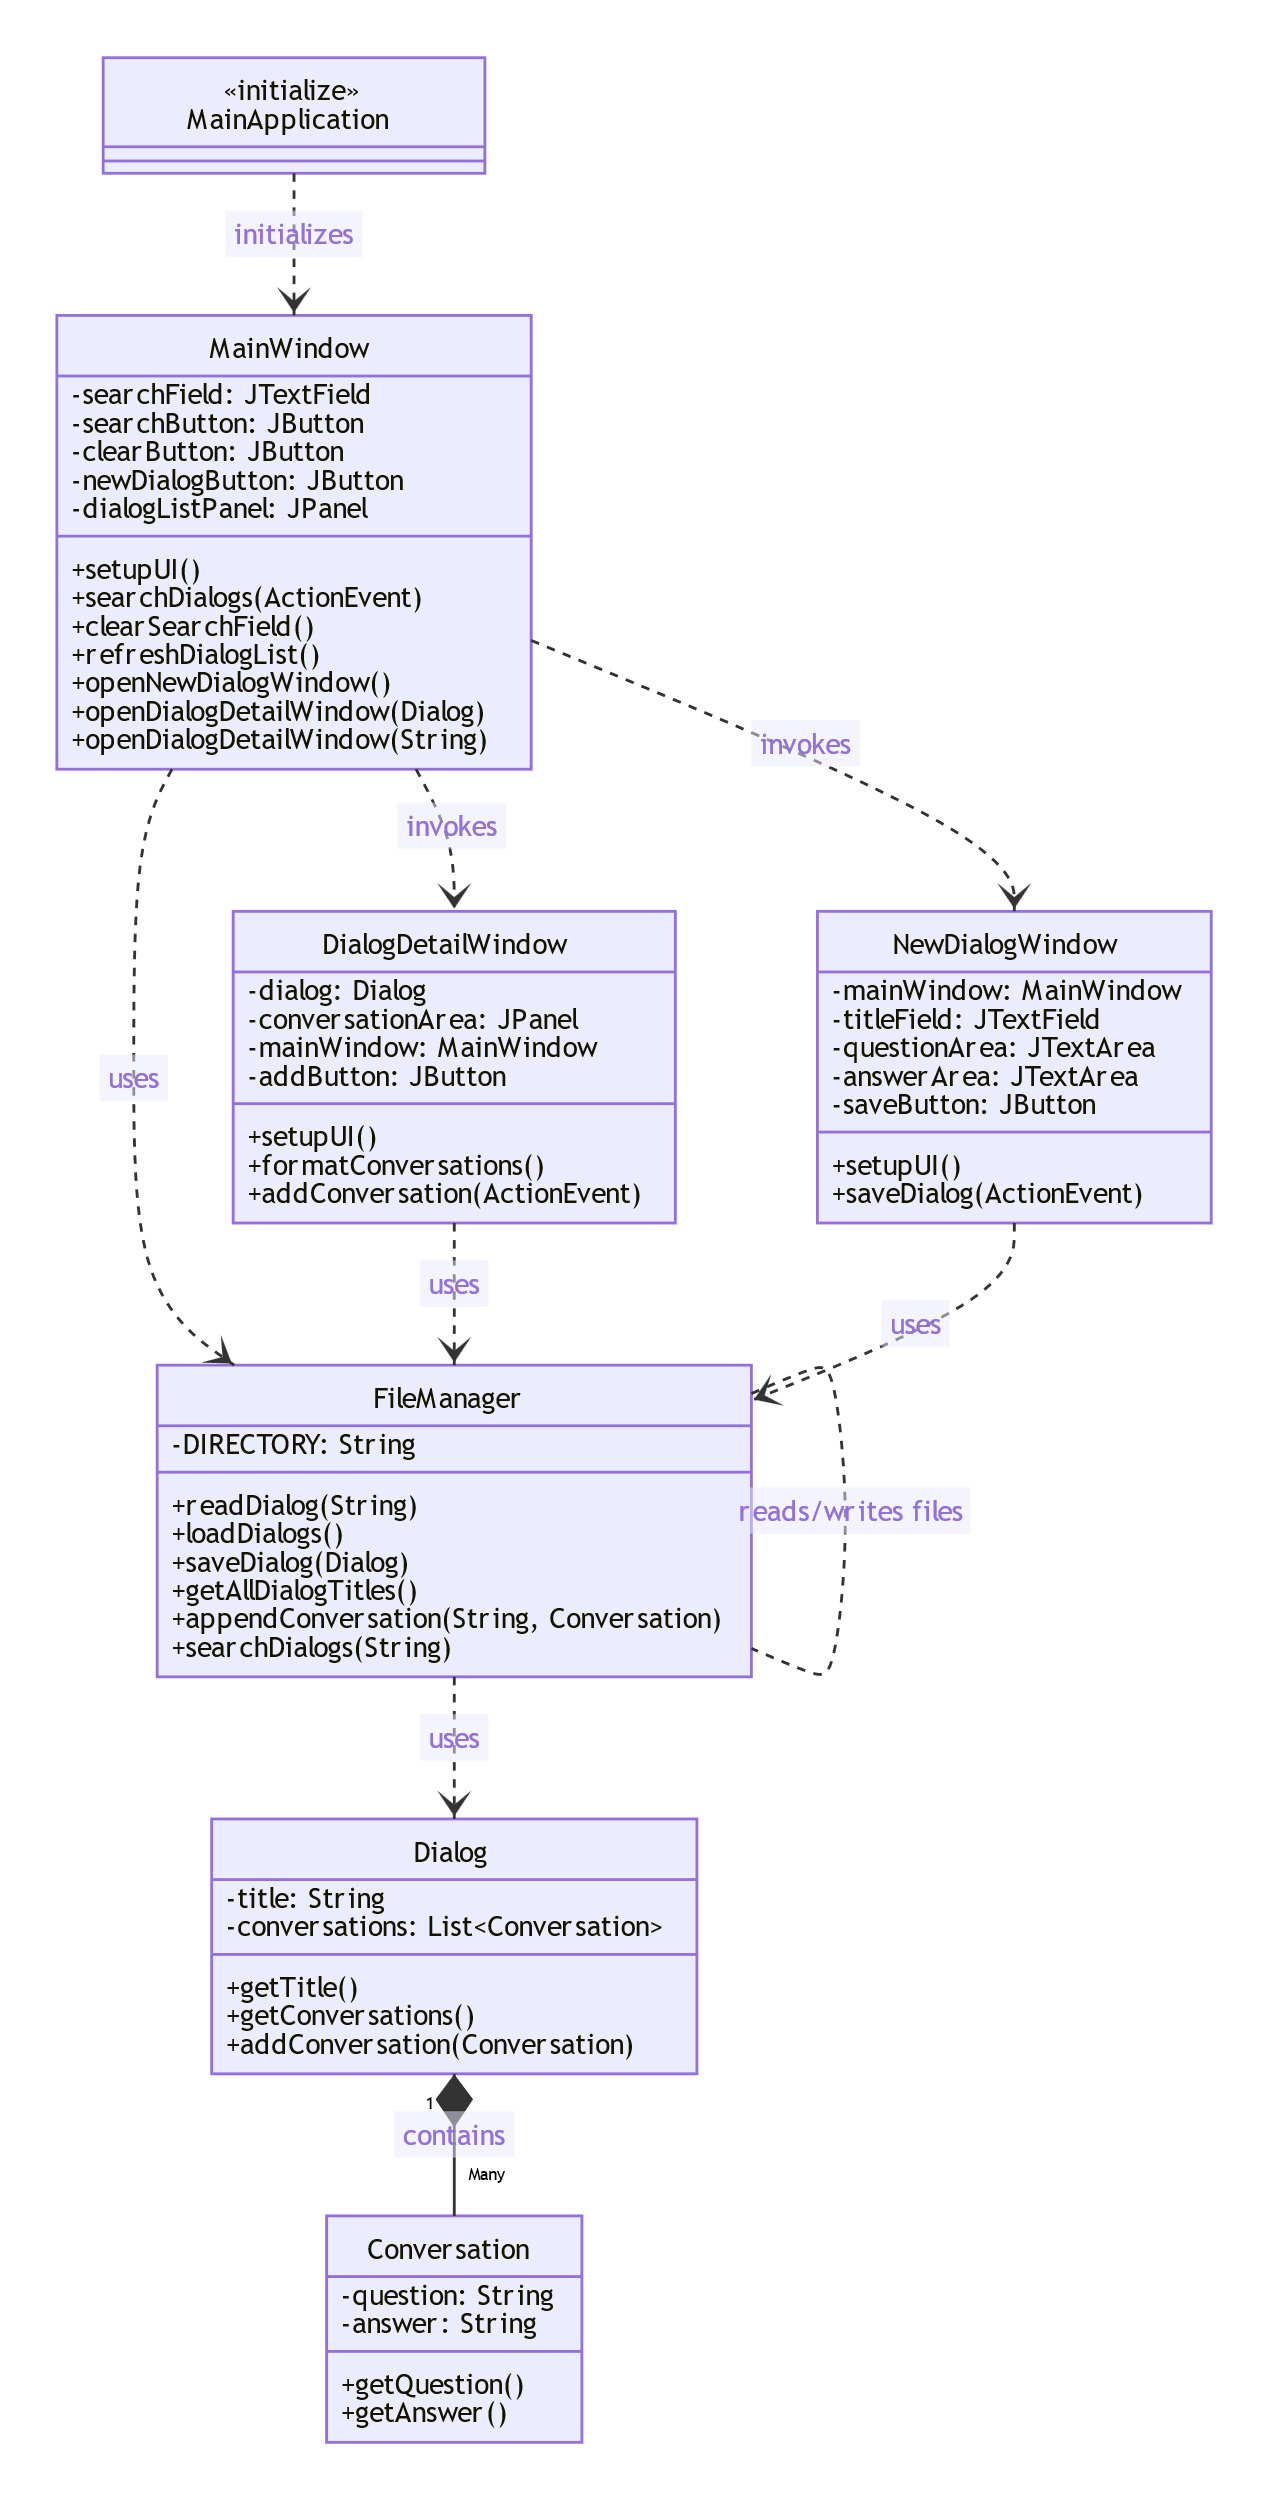 «initialize»
MainApplication
initializes
MainWindow
-searchField: JTextField
-searchButton: JButton
-clearButton: JButton
-newDialogButton: JButton
-dialogListPanel: JPanel
+setupUI()
+searchDialogs(ActionEvent)
+clearSearchField()
+refreshDialogList()
+openNewDialogWindow()
+openDialogDetailWindow(Dialog)
+openDialogDetailWindow(String)
invokes
invokes
DialogDetailWindow
-dialog: Dialog
-conversationArea: JPanel
-mainWindow: MainWindow
-addButton: JButton
+setupUI()
+formatConversations()
+addConversation(ActionEvent)
NewDialogWindow
-mainWindow: MainWindow
-titleField: JTextField
-questionArea: JTextArea
-answerArea: JTextArea
-saveButton: JButton
+setupUI()
+saveDialog(ActionEvent)
uses
uses
uses
FileManager
-DIRECTORY: String
+readDialog(String)
+loadDialogs()
+saveDialog(Dialog)
+getAllDialogTitles()
+appendConversation(String, Conversation)
+searchDialogs(String)
reads/writes files
uses
Dialog
-title: String
-conversations: List<Conversation>
+getTitle()
+getConversations()
+addConversation(Conversation)
1
contains
Many
Conversation
-question: String
-answer: String
+getQuestion()
+getAnswer()